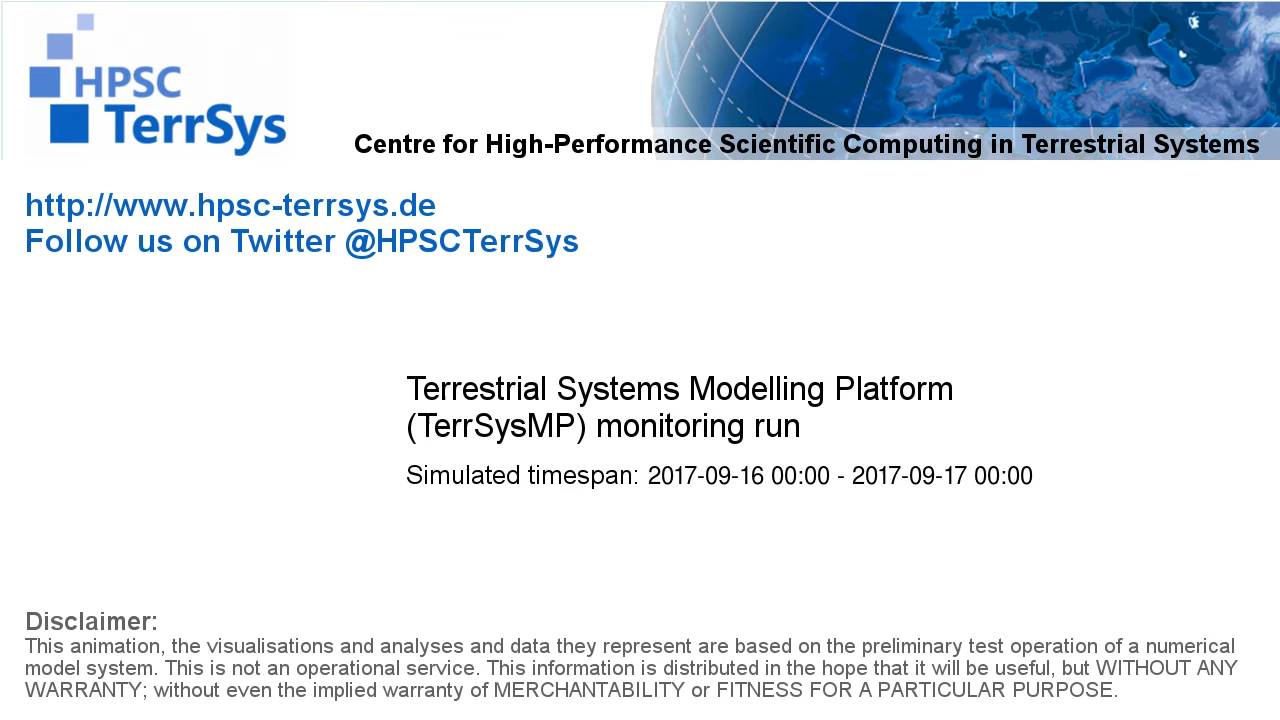 HPSC
TerrSys
Centre for High-Performance Scientific Computing in Terrestrial Systems
http://www.hpsc-terrsys.de
Follow us on Twitter @HPSCTerrSys
Terrestrial Systems Modelling Platform
(TerrSysMP) monitoring run
Simulated timespan: 2017-09-16 00:00 - 2017-09-17 00:00
Disclaimer:
This animation, the visualisations and analyses and data they represent are based on the preliminary test operation of a numerical
model system. This is not an operational service. This information is distributed in the hope that it will be useful, but WITHOUT ANY
WARRANTY; without even the implied warranty of MERCHANTABILITY or FITNESS FOR A PARTICULAR PURPOSE.